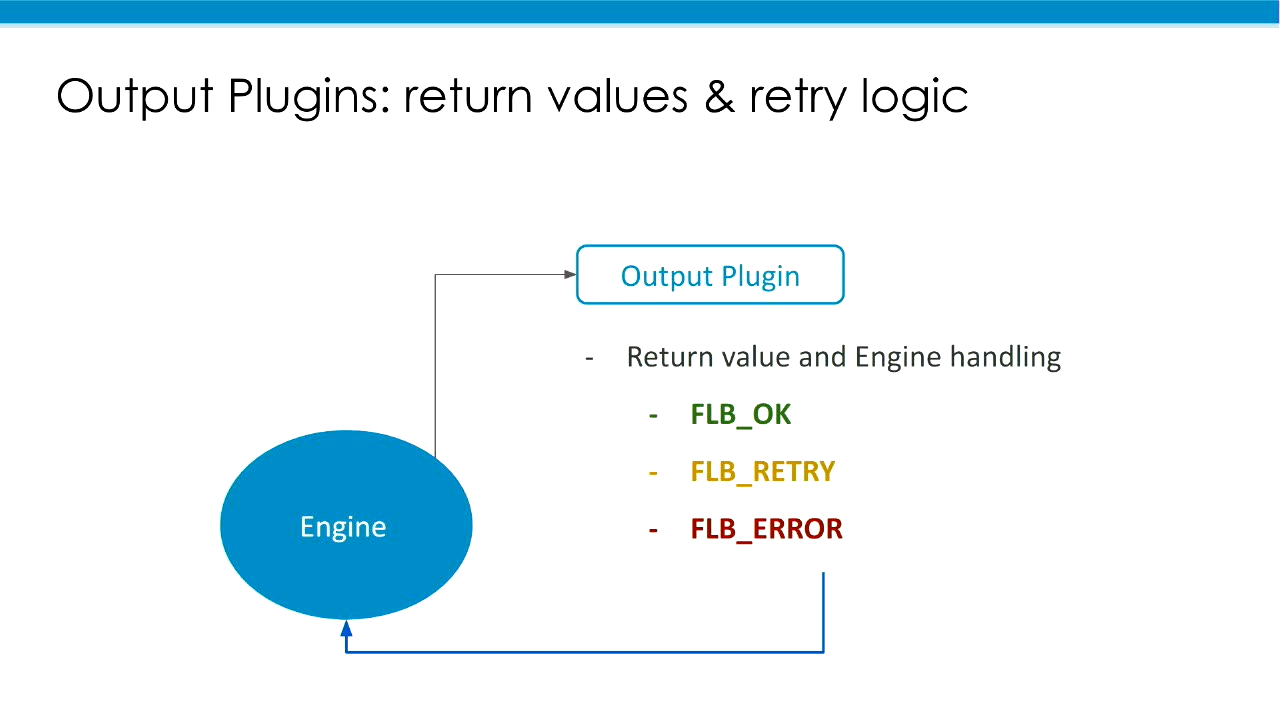 Output Plugins: return values & retry logic
Output Plugin
- Return value and Engine handling
- FLB_OK
- FLB_RETRY
- FLB_ERROR
Engine